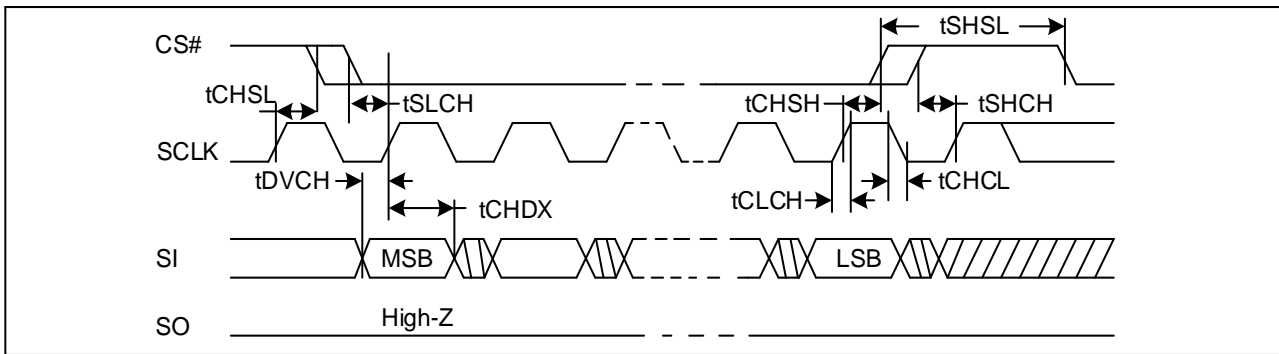 tSHSL
CS#
tCHSL
tSLCH
tCHSH
tSHCH
SCLK
tDVCH
tCHDX
tCLCH
tCHCL
SI
MSB
LSB
SO
High-Z